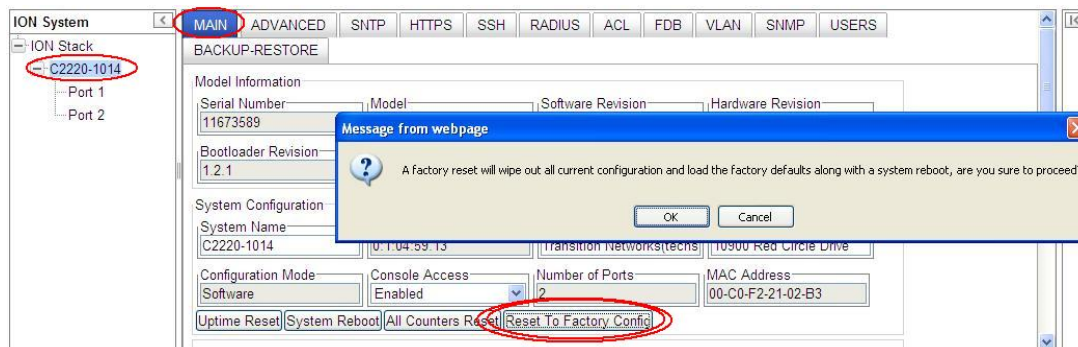 ION System
ION Stack
C2220-1014
Port 1
Port 2
MAIN ADVANCED SNTP HTTPS SSH RADIUS ACL FDB VLAN SNMP USERS
BACKUP-RESTORE
Model Information
Serial Number Model Software Revision Hardware Revision
11673589
Bootloader Revision
1.2.1
Message from webpage
A factory reset will wipe out all current configuration and load the factory defaults along with a system reboot, are you sure to proceed?
OK Cancel
System Configuration
System Name
C2220-1014 0:1:04:59.13 Transition Networks(techs 10900 Red Circle Drive
Configuration Mode Console Access Number of Ports MAC Address
Software Enabled 2 00-C0-F2-21-02-B3
Uptime Reset System Reboot All Counters Reset Reset To Factory Config